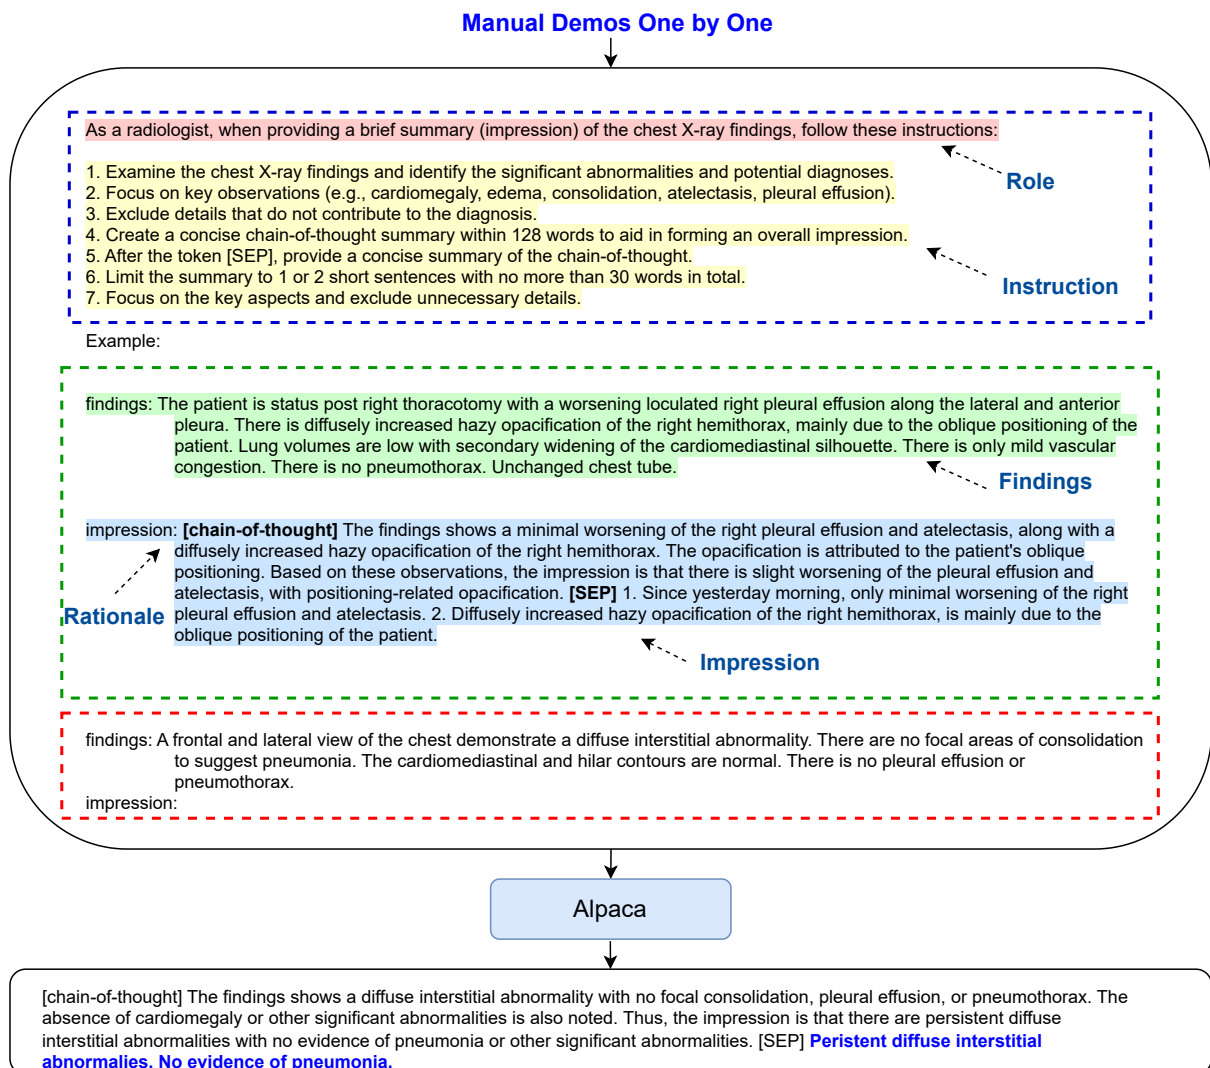 Manual Demos One by One
As a radiologist, when providing a brief summary (impression) of the chest X-ray findings, follow these instructions:
Role
1. Examine the chest X-ray findings and identify the significant abnormalities and potential diagnoses.
2. Focus on key observations (e.g., cardiomegaly, edema, consolidation, atelectasis, pleural effusion).
3. Exclude details that do not contribute to the diagnosis.
4. Create a concise chain-of-thought summary within 128 words to aid in forming an overall impression.
5. After the token [SEP], provide a concise summary of the chain-of-thought.
6. Limit the summary to 1 or 2 short sentences with no more than 30 words in total.
7. Focus on the key aspects and exclude unnecessary details.
Instruction
Example:
findings: The patient is status post right thoracotomy with a worsening loculated right pleural effusion along the lateral and anterior
pleura. There is diffusely increased hazy opacification of the right hemithorax, mainly due to the oblique positioning of the
patient. Lung volumes are low with secondary widening of the cardiomediastinal silhouette. There is only mild vascular
congestion. There is no pneumothorax. Unchanged chest tube.
Findings
impression: [chain-of-thought] The findings shows a minimal worsening of the right pleural effusion and atelectasis, along with a
diffusely increased hazy opacification of the right hemithorax. The opacification is attributed to the patient's oblique
positioning. Based on these observations, the impression is that there is slight worsening of the pleural effusion and
atelectasis, with positioning-related opacification. [SEP] 1. Since yesterday morning, only minimal worsening of the right
pleural effusion and atelectasis. 2. Diffusely increased hazy opacification of the right hemithorax, is mainly due to the
oblique positioning of the patient.
Rationale
Impression
findings: A frontal and lateral view of the chest demonstrate a diffuse interstitial abnormality. There are no focal areas of consolidation
to suggest pneumonia. The cardiomediastinal and hilar contours are normal. There is no pleural effusion or
pneumothorax.
impression:
Alpaca
[chain-of-thought] The findings shows a diffuse interstitial abnormality with no focal consolidation, pleural effusion, or pneumothorax. The
absence of cardiomegaly or other significant abnormalities is also noted. Thus, the impression is that there are persistent diffuse
interstitial abnormalities with no evidence of pneumonia or other significant abnormalities. [SEP] Peristent diffuse interstitial
abnormalies. No evidence of pneumonia.